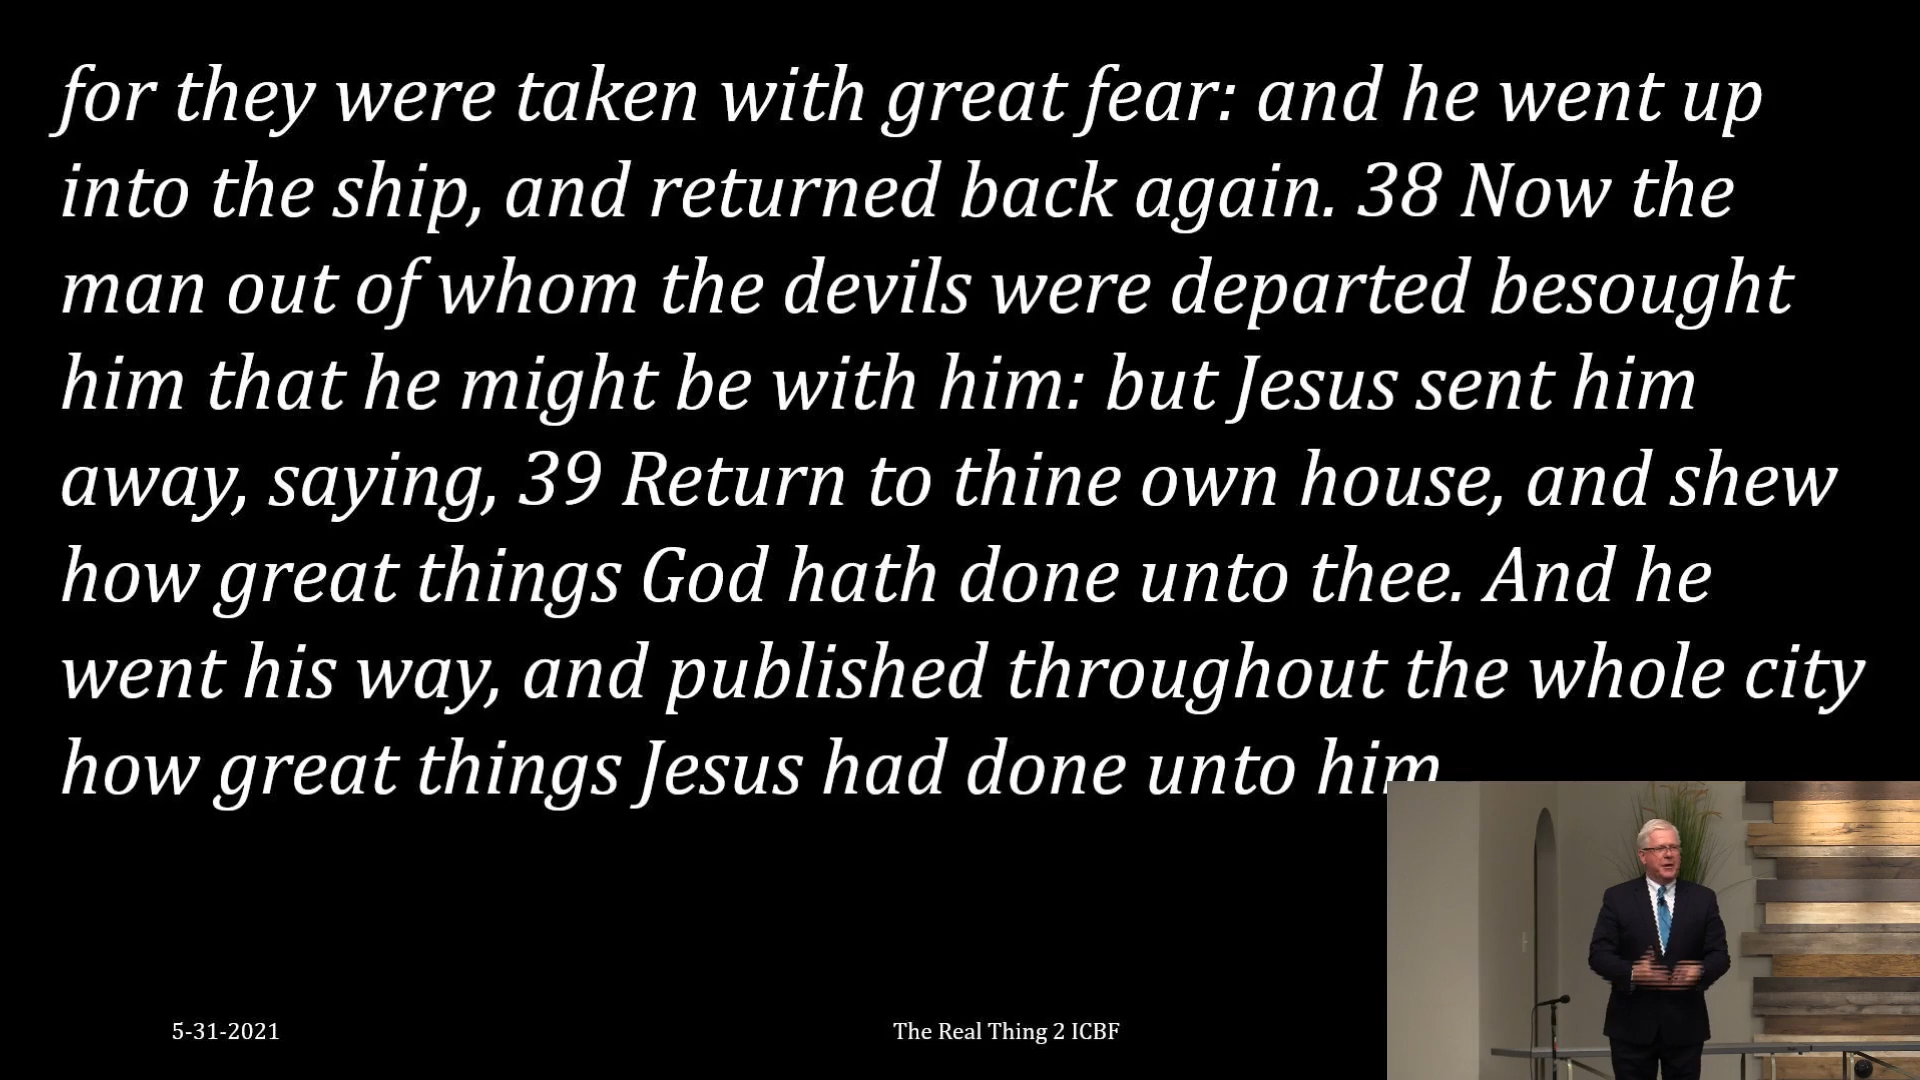 for they were taken with great fear: and he went up
into the ship, and returned back again. 38 Now the
man out of whom the devils were departed besought
him that he might be with him: but Jesus sent him
away, saying, 39 Return to thine own house, and shew
how great things God hath done unto thee. And he
went his way, and published throughout the whole city
how great things Jesus had done unto him
5-31-2021
The Real Thing 2 ICBF